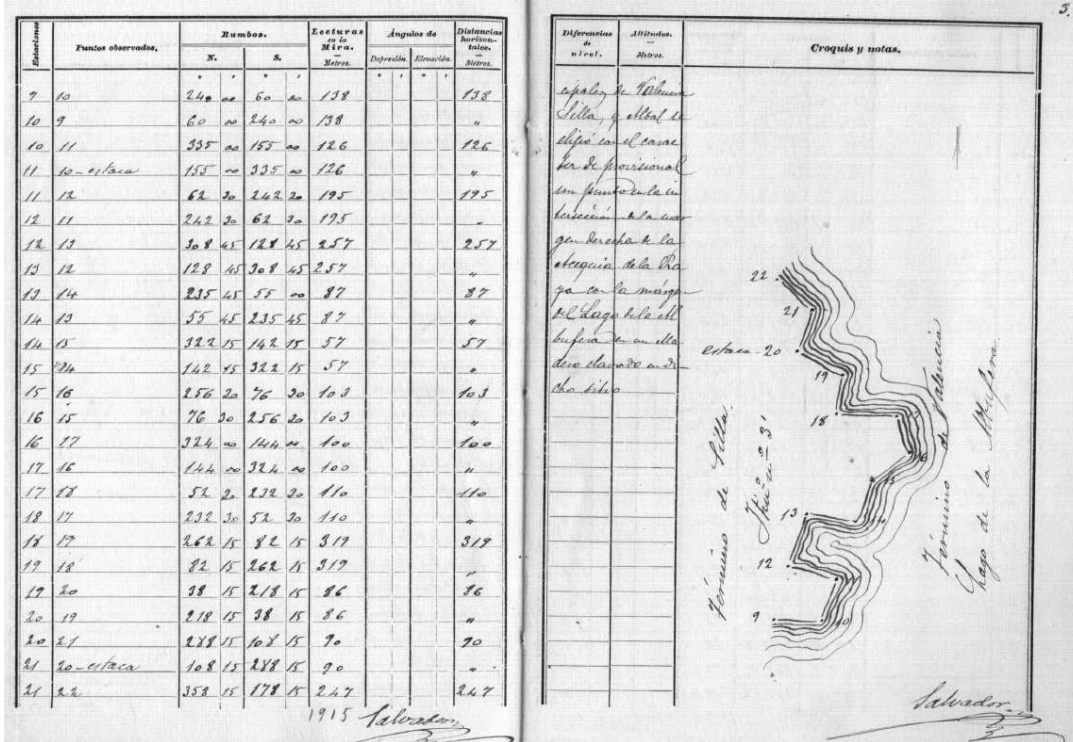 3.
Estaciones
Puntos observados.
Rumbos.
N. S.
Lecturas en la Mira. — Metros.
Ángulos de
Depresión. Elevación.
Distancias horizontales. — Metros.
9 10 240 00 60 00 138 138
10 9 60 00 240 00 138 "
10 11 335 00 155 00 126 126
11 10-estaca 155 00 335 00 126 "
11 12 62 30 242 30 195 195
12 11 242 30 62 30 195 "
12 13 308 45 128 45 257 257
13 12 128 45 308 45 257 "
13 14 235 45 55 00 87 87
14 13 55 45 235 45 87 "
14 15 322 15 142 15 57 57
15 14 142 15 322 15 57 "
15 16 256 30 76 30 103 103
16 15 76 30 256 30 103 "
16 17 324 00 144 00 100 100
17 16 144 00 324 00 100 "
17 18 52 30 232 30 110 110
18 17 232 30 52 30 110 "
18 19 262 15 82 15 319 319
19 18 82 15 262 15 319 "
19 20 38 15 218 15 86 86
20 19 218 15 38 15 86 "
20 21 288 15 108 15 90 90
21 20-estaca 108 15 288 15 90 "
21 22 358 15 178 15 247 247
1915 Salvador
Diferencias de nivel.
Altitudes. — Metros.
Croquis y notas.
cipales de Valencia
Silla, y Albal se
eligió con el carac
ter de provisional
un punto en la in
tersección de la mar
gen derecha de la
Acequia de la Ra
ya con la márgen
del Lago de la Al
bufera en un Ma
dero clavado en di
cho sitio
22
21
estaca-20
19
18
17
16
15
14
13
12
11
10
9
Término de Silla.
Término de Valencia
Lago de la Albufera
Salvador